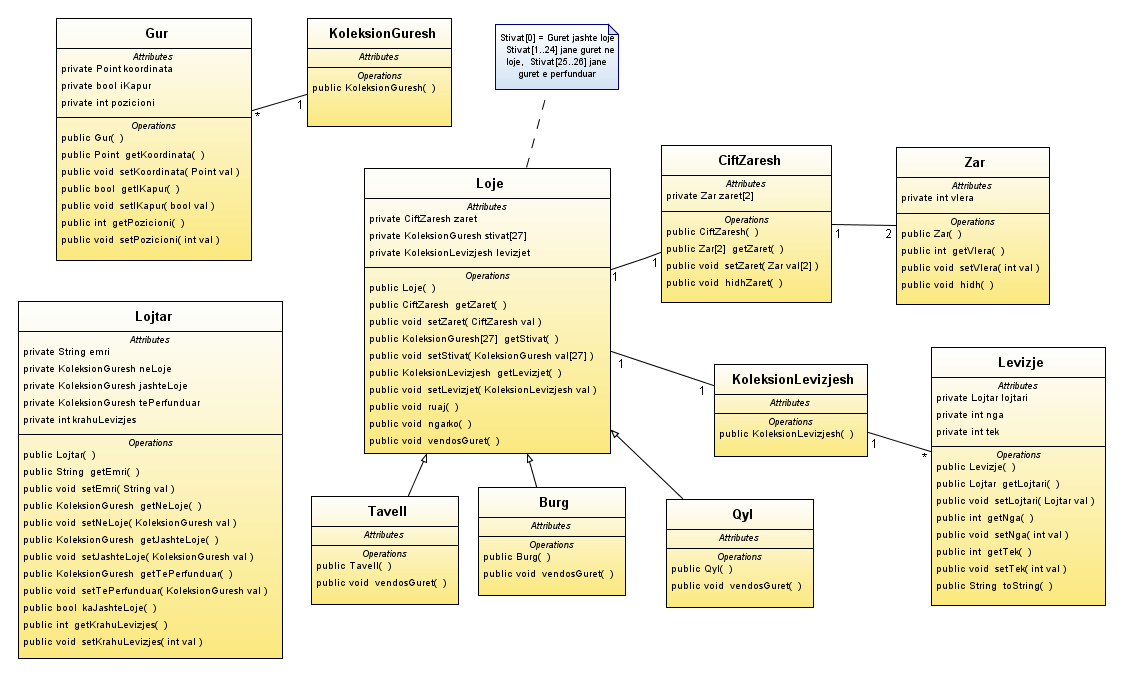 Gur
Attributes
private Point koordinata
private bool iKapur
private int pozicioni
Operations
public Gur( )
public Point getKoordinata( )
public void setKoordinata( Point val )
public bool getIKapur( )
public void setIKapur( bool val )
public int getPozicioni( )
public void setPozicioni( int val )
*
1
KoleksionGuresh
Attributes
Operations
public KoleksionGuresh( )
Stivat[0] = Guret jashte loje
Stivat[1..24] jane guret ne
loje, Stivat[25..26] jane
guret e perfunduar
Loje
Attributes
private CiftZaresh zaret
private KoleksionGuresh stivat[27]
private KoleksionLevizjesh levizjet
Operations
public Loje( )
public CiftZaresh getZaret( )
public void setZaret( CiftZaresh val )
public KoleksionGuresh[27] getStivat( )
public void setStivat( KoleksionGuresh val[27] )
public KoleksionLevizjesh getLevizjet( )
public void setLevizjet( KoleksionLevizjesh val )
public void ruaj( )
public void ngarko( )
public void vendosGuret( )
1
1
CiftZaresh
Attributes
private Zar zaret[2]
Operations
public CiftZaresh( )
public Zar[2] getZaret( )
public void setZaret( Zar val[2] )
public void hidhZaret( )
1
2
Zar
Attributes
private int vlera
Operations
public Zar( )
public int getVlera( )
public void setVlera( int val )
public void hidh( )
Lojtar
Attributes
private String emri
private KoleksionGuresh neLoje
private KoleksionGuresh jashteLoje
private KoleksionGuresh tePerfunduar
private int krahuLevizjes
Operations
public Lojtar( )
public String getEmri( )
public void setEmri( String val )
public KoleksionGuresh getNeLoje( )
public void setNeLoje( KoleksionGuresh val )
public KoleksionGuresh getJashteLoje( )
public void setJashteLoje( KoleksionGuresh val )
public KoleksionGuresh getTePerfunduar( )
public void setTePerfunduar( KoleksionGuresh val )
public bool kaJashteLoje( )
public int getKrahuLevizjes( )
public void setKrahuLevizjes( int val )
1
1
KoleksionLevizjesh
Attributes
Operations
public KoleksionLevizjesh( )
1
*
Levizje
Attributes
private Lojtar lojtari
private int nga
private int tek
Operations
public Levizje( )
public Lojtar getLojtari( )
public void setLojtari( Lojtar val )
public int getNga( )
public void setNga( int val )
public int getTek( )
public void setTek( int val )
public String toString( )
Tavell
Attributes
Operations
public Tavell( )
public void vendosGuret( )
Burg
Attributes
Operations
public Burg( )
public void vendosGuret( )
Qyl
Attributes
Operations
public Qyl( )
public void vendosGuret( )